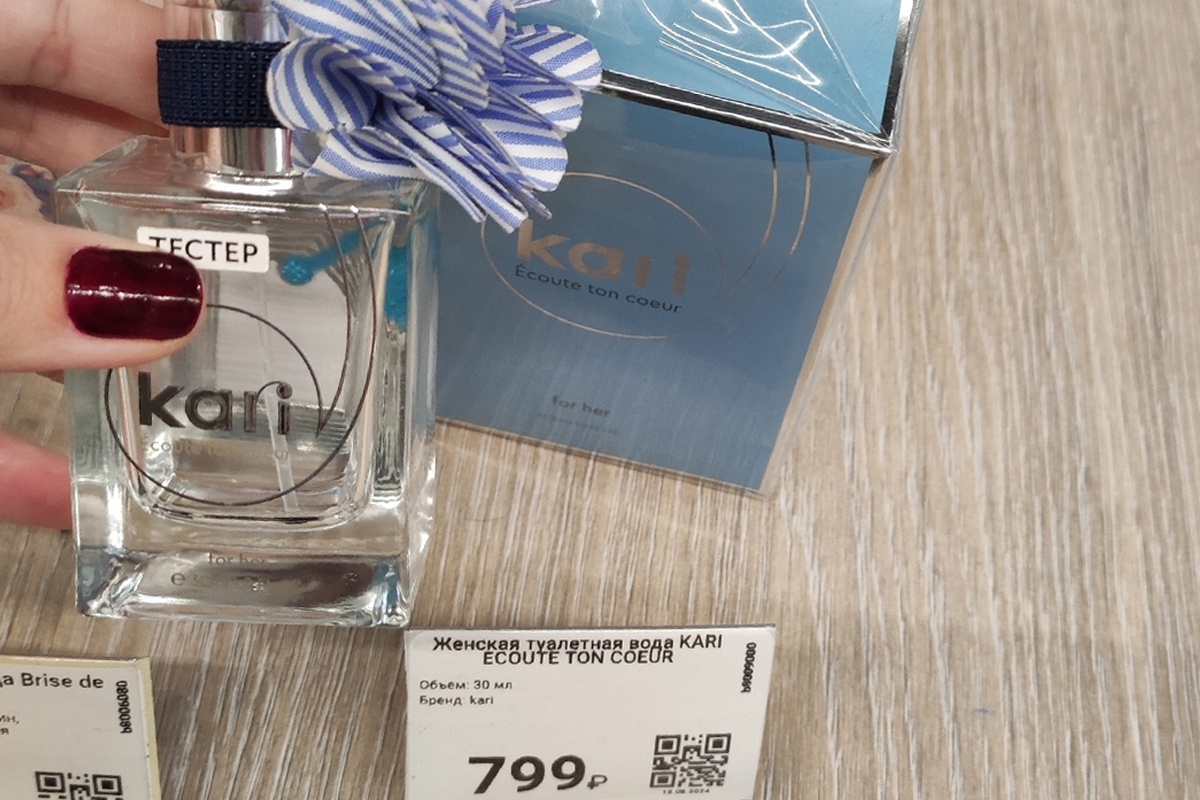 ТЕСТЕР
kari
Écoute
for her
kari
Écoute ton coeur
for her
Женская туалетная вода KARI
ECOUTE TON COEUR
Объем: 30 мл
Бренд: kari
799₽
Brise de